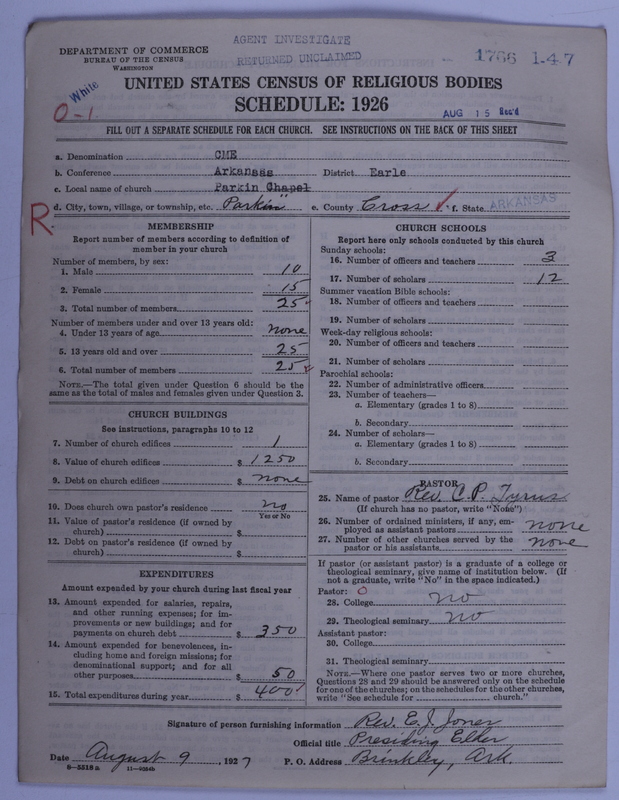 AGENT INVESTIGATE
RETURNED UNCLAIMED
DEPARTMENT OF COMMERCE
BUREAU OF THE CENSUS
WASHINGTON
1766 1-47
White
0-1
UNITED STATES CENSUS OF RELIGIOUS BODIES
SCHEDULE: 1926
AUG 15 Rec'd
FILL OUT A SEPARATE SCHEDULE FOR EACH CHURCH. SEE INSTRUCTIONS ON THE BACK OF THIS SHEET
a. Denomination CME
b. Conference Arkansas District Earle
c. Local name of church Parkin Chapel
d. City, town, village, or township, etc. "Parkin" e. County Cross f. State ARKANSAS
R.
MEMBERSHIP
Report number of members according to definition of
member in your church
Number of members, by sex:
1. Male 10
2. Female 15
3. Total number of members 25
Number of members under and over 13 years old:
4. Under 13 years of age none
5. 13 years old and over 25
6. Total number of members 25
NOTE.—The total given under Question 6 should be the
same as the total of males and females given under Question 3.
CHURCH BUILDINGS
See instructions, paragraphs 10 to 12
7. Number of church edifices 1
8. Value of church edifices $ 1250
9. Debt on church edifices $ none
10. Does church own pastor's residence no
Yes or No
11. Value of pastor's residence (if owned by
church) $
12. Debt on pastor's residence (if owned by
church) $
EXPENDITURES
Amount expended by your church during last fiscal year
13. Amount expended for salaries, repairs,
and other running expenses; for im-
provements or new buildings; and for
payments on church debt $ 350
14. Amount expended for benevolences, in-
cluding home and foreign missions; for
denominational support; and for all
other purposes $ 50
15. Total expenditures during year $ 400
CHURCH SCHOOLS
Report here only schools conducted by this church
Sunday schools:
16. Number of officers and teachers 3
17. Number of scholars 12
Summer vacation Bible schools:
18. Number of officers and teachers
19. Number of scholars
Week-day religious schools:
20. Number of officers and teachers
21. Number of scholars
Parochial schools:
22. Number of administrative officers
23. Number of teachers—
a. Elementary (grades 1 to 8)
b. Secondary
24. Number of scholars—
a. Elementary (grades 1 to 8)
b. Secondary
PASTOR
25. Name of pastor Rev. C. P. Tyrus
(If church has no pastor, write "None")
26. Number of ordained ministers, if any, em-
ployed as assistant pastors none
27. Number of other churches served by the
pastor or his assistants none
If pastor (or assistant pastor) is a graduate of a college or
theological seminary, give name of institution below. (If
not a graduate, write "No" in the space indicated.)
Pastor: O
28. College no
29. Theological seminary no
Assistant pastor:
30. College
31. Theological seminary
NOTE.—Where one pastor serves two or more churches,
Questions 28 and 29 should be answered only on the schedule
for one of the churches; on the schedules for the other churches,
write "See schedule for church."
Signature of person furnishing information Rev. E. J. Jones
Official title Presiding Elder
Date August 9, 1927 P. O. Address Brinkley, Ark.
8—5518 a 11—9264b